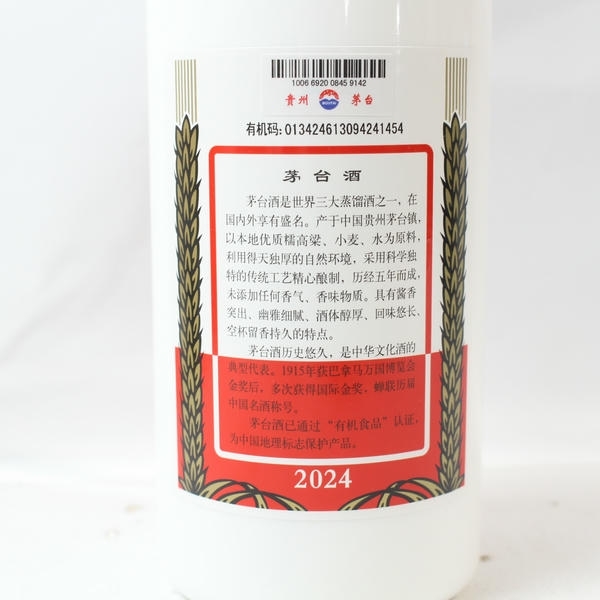 1006 6920 0845 9142
贵州 MOUTAI 茅台
有机码:013424613094241454
茅台酒
茅台酒是世界三大蒸馏酒之一，在
国内外享有盛名。产于中国贵州茅台镇，
以本地优质糯高粱、小麦、水为原料，
利用得天独厚的自然环境，采用科学独
特的传统工艺精心酿制，历经五年而成，
未添加任何香气、香味物质。具有酱香
突出、幽雅细腻、酒体醇厚、回味悠长、
空杯留香持久的特点。
茅台酒历史悠久，是中华文化酒的
典型代表。1915年获巴拿马万国博览会
金奖后，多次获得国际金奖，蝉联历届
中国名酒称号。
茅台酒已通过“有机食品”认证，
为中国地理标志保护产品。
2024